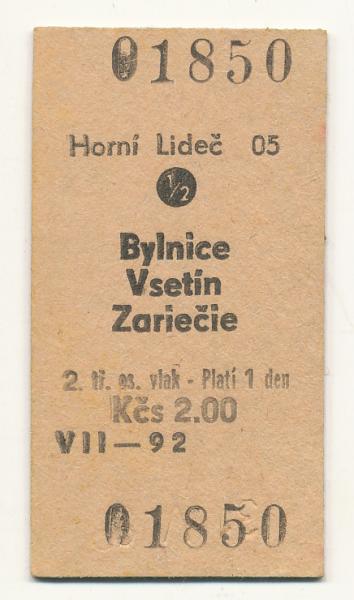 01850
Horní Lideč 05
1/2
Bylnice
Vsetín
Zariečie
2. tř. os. vlak - Platí 1 den
Kčs 2.00
VII—92
01850